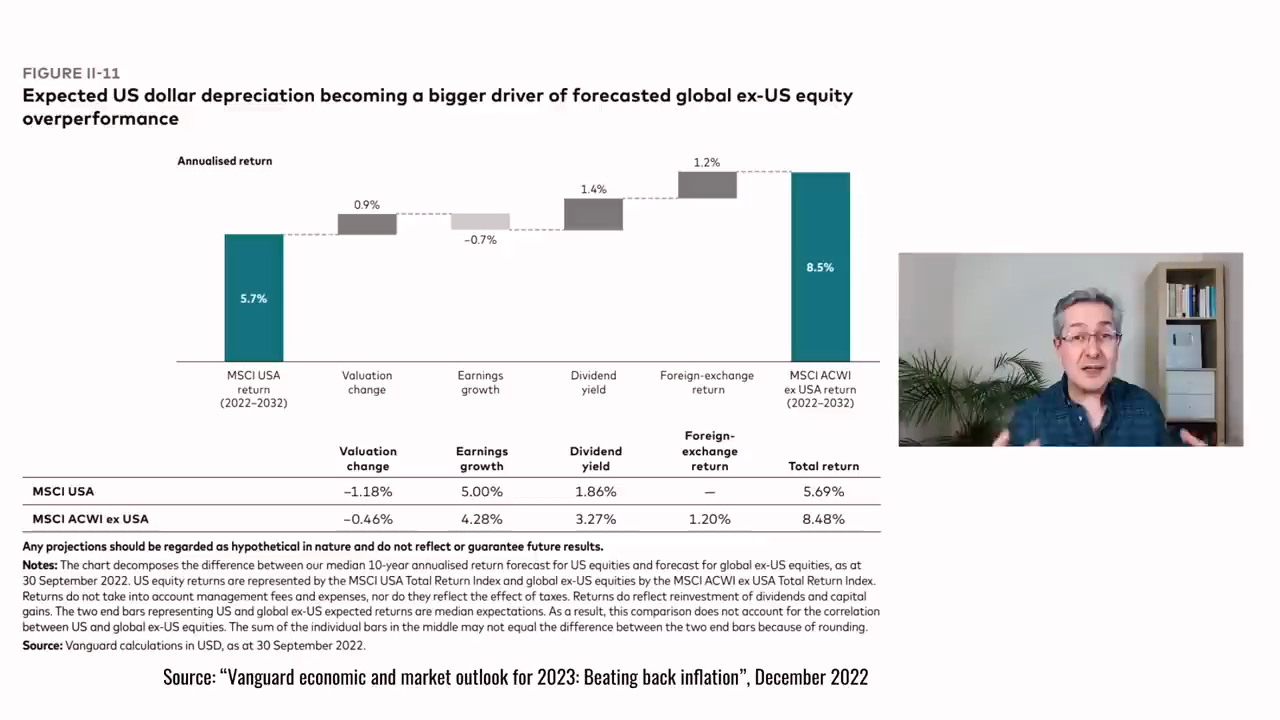 FIGURE II-11
Expected US dollar depreciation becoming a bigger driver of forecasted global ex-US equity
overperformance
Annualised return
5.7%
0.9%
−0.7%
1.4%
1.2%
8.5%
MSCI USA
return
(2022–2032)
Valuation
change
Earnings
growth
Dividend
yield
Foreign-exchange
return
MSCI ACWI
ex USA return
(2022–2032)
Valuation
change
Earnings
growth
Dividend
yield
Foreign-
exchange
return
Total return
MSCI USA −1.18% 5.00% 1.86% — 5.69%
MSCI ACWI ex USA −0.46% 4.28% 3.27% 1.20% 8.48%
Any projections should be regarded as hypothetical in nature and do not reflect or guarantee future results.
Notes: The chart decomposes the difference between our median 10-year annualised return forecast for US equities and forecast for global ex-US equities, as at
30 September 2022. US equity returns are represented by the MSCI USA Total Return Index and global ex-US equities by the MSCI ACWI ex USA Total Return Index.
Returns do not take into account management fees and expenses, nor do they reflect the effect of taxes. Returns do reflect reinvestment of dividends and capital
gains. The two end bars representing US and global ex-US expected returns are median expectations. As a result, this comparison does not account for the correlation
between US and global ex-US equities. The sum of the individual bars in the middle may not equal the difference between the two end bars because of rounding.
Source: Vanguard calculations in USD, as at 30 September 2022.
Source: “Vanguard economic and market outlook for 2023: Beating back inflation”, December 2022